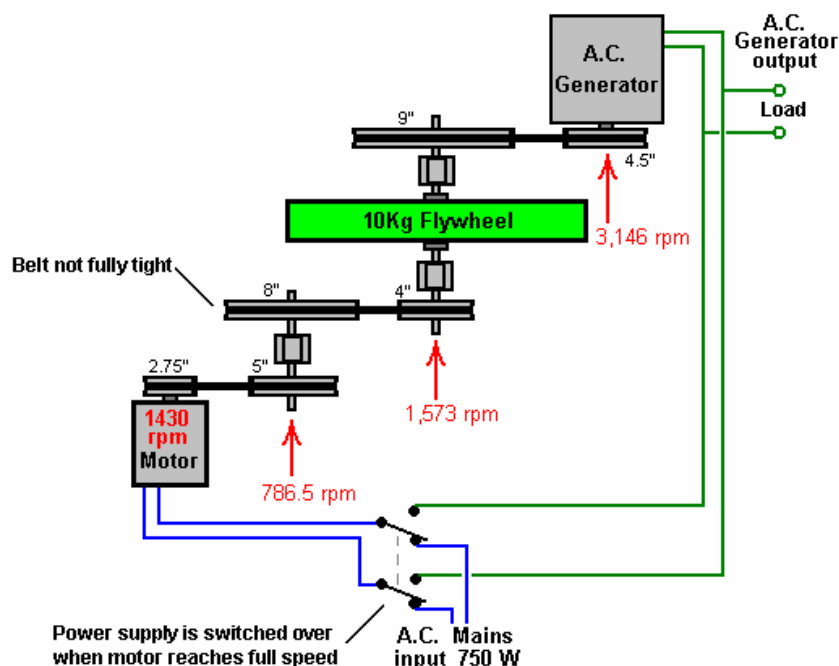 A.C.
Generator
A.C.
Generator
output
Load
9"
4.5"
10Kg Flywheel
3,146 rpm
Belt not fully tight
8"
4"
2.75"
5"
1430
rpm
Motor
1,573 rpm
786.5 rpm
Power supply is switched over
when motor reaches full speed
A.C. Mains
input 750 W